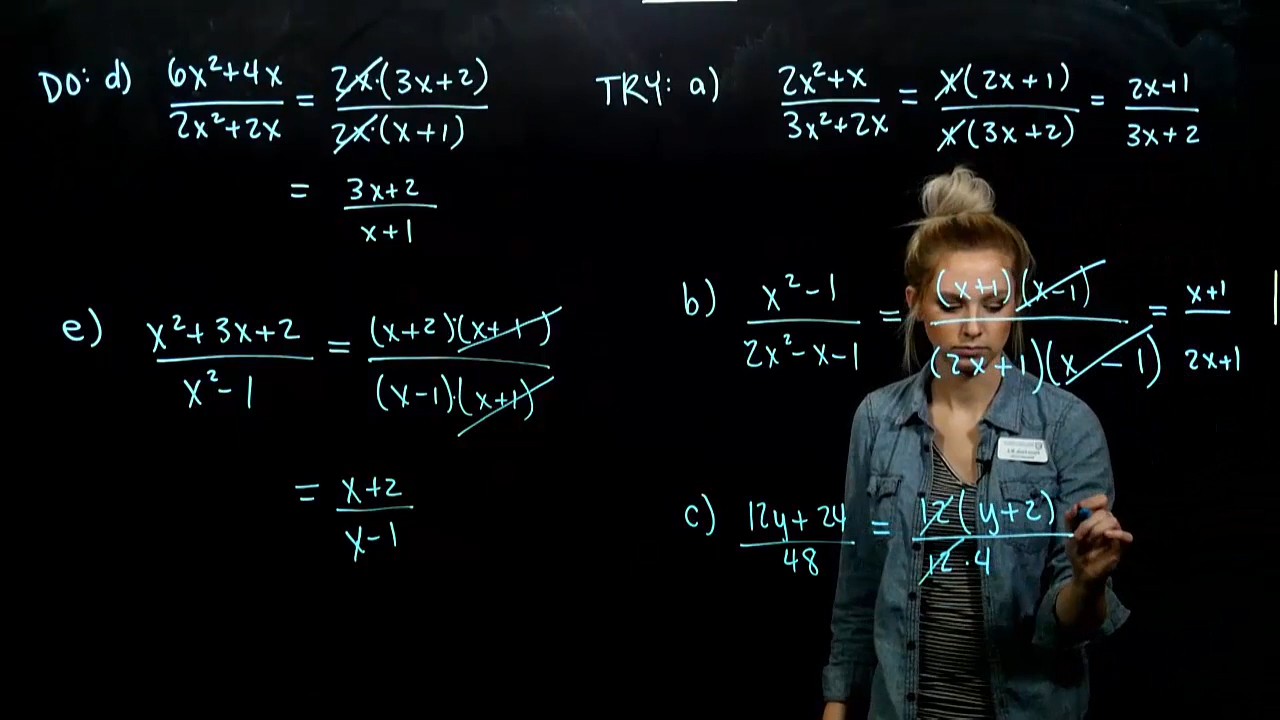 DO: d) (6x²+4x)/(2x²+2x) = (2x·(3x+2))/(2x·(x+1))
= (3x+2)/(x+1)
e) (x²+3x+2)/(x²-1) = ((x+2)·(x+1))/((x-1)·(x+1))
= (x+2)/(x-1)
TRY: a) (2x²+x)/(3x²+2x) = (x(2x+1))/(x(3x+2)) = (2x+1)/(3x+2)
b) (x²-1)/(2x²-x-1) = ((x+1)(x-1))/((2x+1)(x-1)) = (x+1)/(2x+1)
c) (12y+24)/48 = (12(y+2))/(12·4)